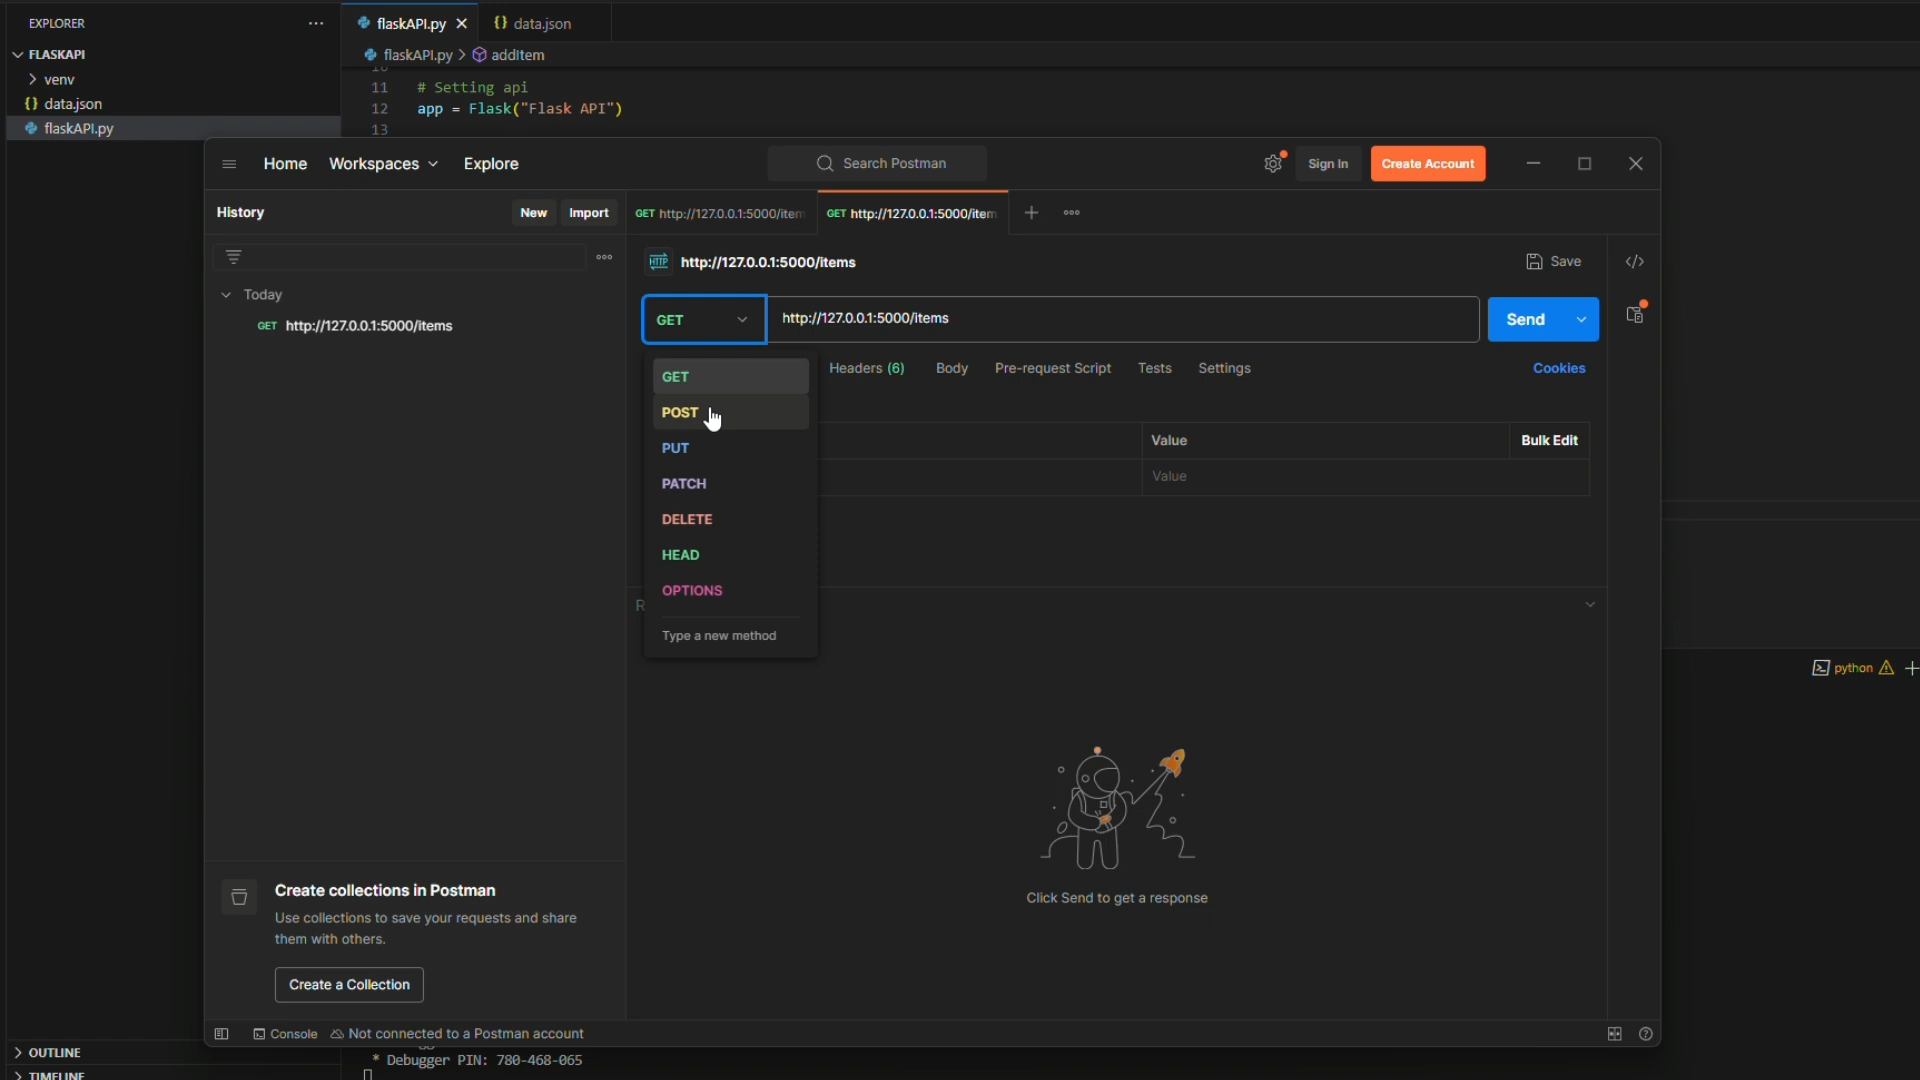 EXPLORER
FLASKAPI
venv
data.json
flaskAPI.py
flaskAPI.py
data.json
flaskAPI.py > addItem
11 # Setting api
12 app = Flask("Flask API")
13
Home Workspaces Explore
Search Postman
Sign In
Create Account
History
New Import
GET http://127.0.0.1:5000/item
GET http://127.0.0.1:5000/item
Today
GET http://127.0.0.1:5000/items
HTTP http://127.0.0.1:5000/items
Save
GET http://127.0.0.1:5000/items
Send
Headers (6) Body Pre-request Script Tests Settings
Cookies
GET
POST
PUT
PATCH
DELETE
HEAD
OPTIONS
Type a new method
Value
Bulk Edit
Value
Click Send to get a response
Create collections in Postman
Use collections to save your requests and share
them with others.
Create a Collection
Console
Not connected to a Postman account
python
OUTLINE
TIMELINE
* Debugger PIN: 780-468-065